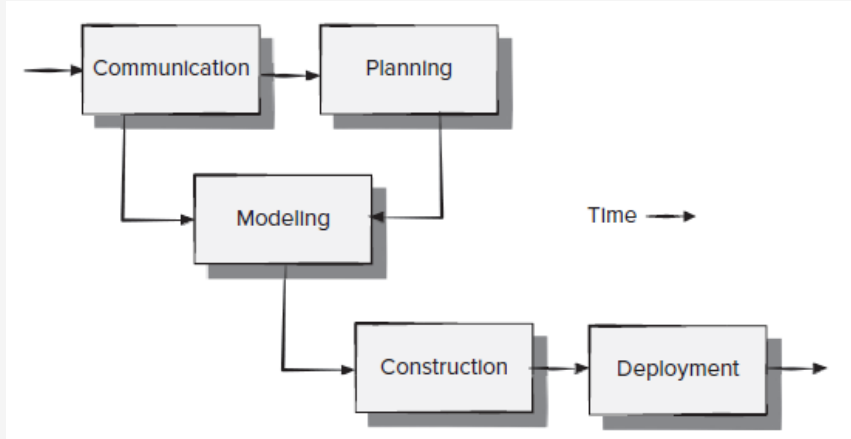 Communication
Planning
Modeling
Time
Construction
Deployment